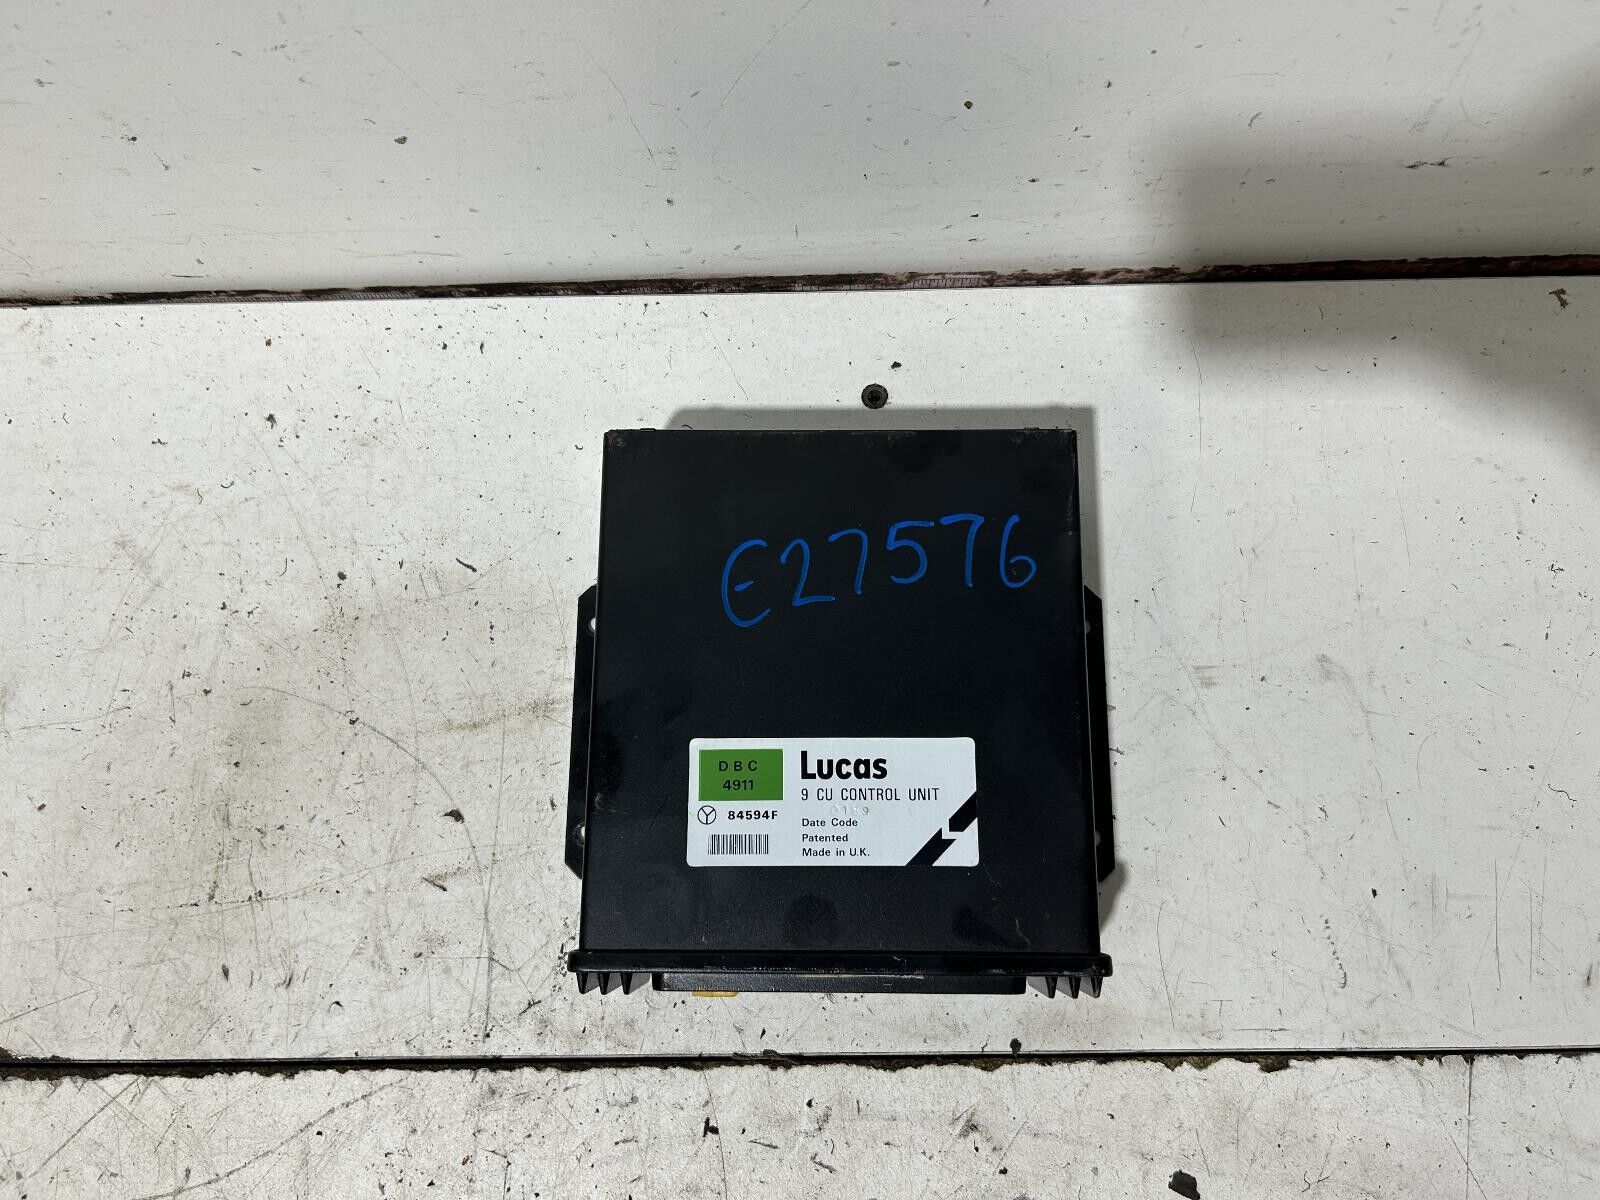 E27576
DBC
4911
Lucas
9 CU CONTROL UNIT
84594F
Date Code
Patented
Made in U.K.